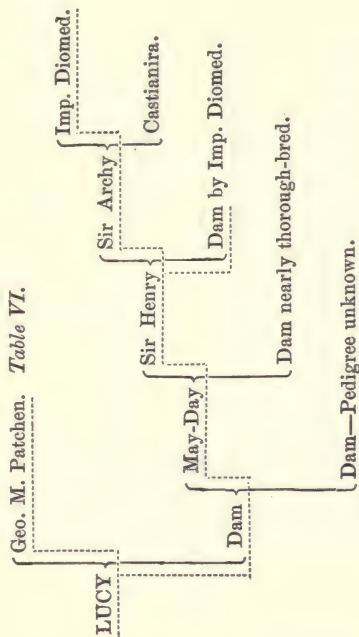 Table VI.
LUCY
Geo. M. Patchen.
Dam
May-Day
Dam—Pedigree unknown.
Sir Henry
Dam nearly thorough-bred.
Sir Archy
Dam by Imp. Diomed.
Imp. Diomed.
Castianira.